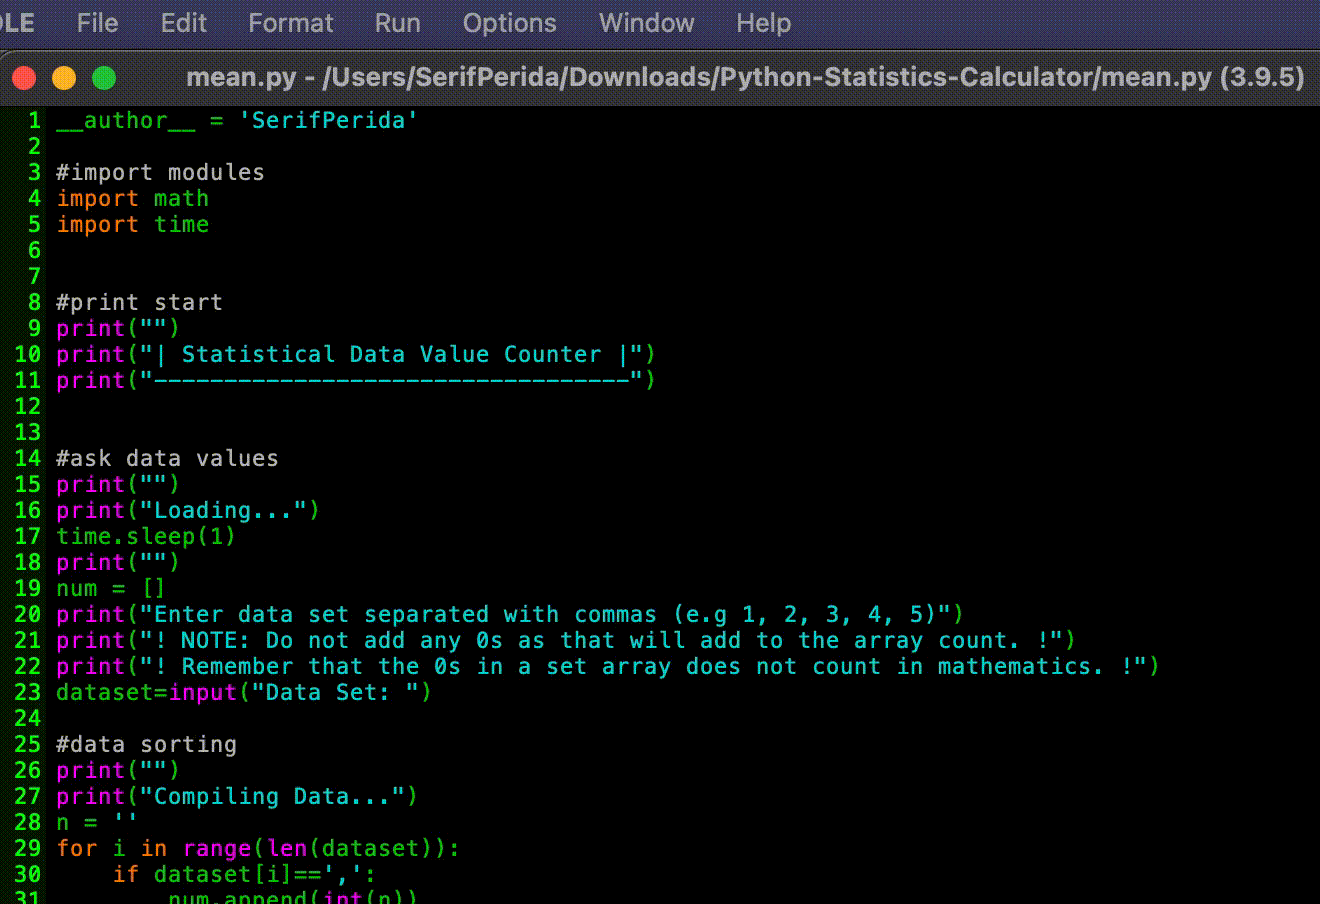 DLE File Edit Format Run Options Window Help
mean.py - /Users/SerifPerida/Downloads/Python-Statistics-Calculator/mean.py (3.9.5)
1 __author__ = 'SerifPerida'
2
3 #import modules
4 import math
5 import time
6
7
8 #print start
9 print("")
10 print("| Statistical Data Value Counter |")
11 print("----------------------------------")
12
13
14 #ask data values
15 print("")
16 print("Loading...")
17 time.sleep(1)
18 print("")
19 num = []
20 print("Enter data set separated with commas (e.g 1, 2, 3, 4, 5)")
21 print("! NOTE: Do not add any 0s as that will add to the array count. !")
22 print("! Remember that the 0s in a set array does not count in mathematics. !")
23 dataset=input("Data Set: ")
24
25 #data sorting
26 print("")
27 print("Compiling Data...")
28 n = ''
29 for i in range(len(dataset)):
30     if dataset[i]==',':
31         num.append(int(n))